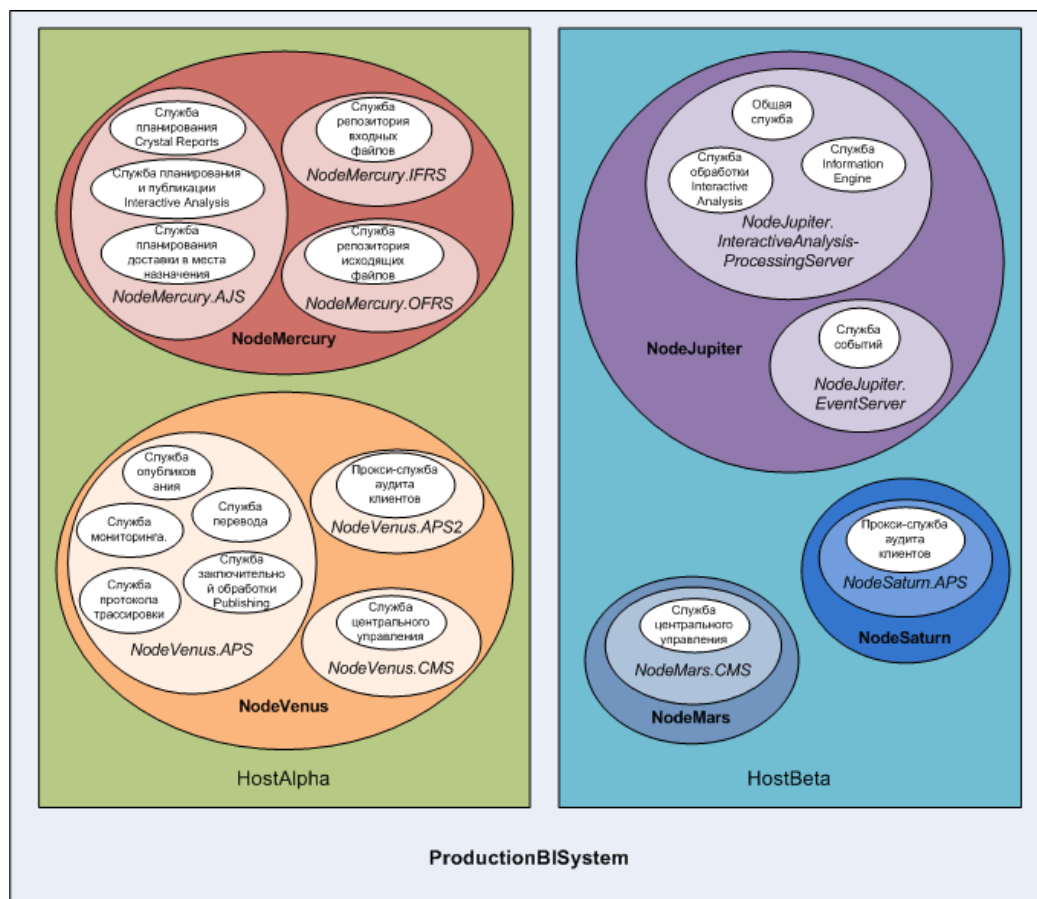 Служба
планирования
Crystal Reports
Служба планирования
и публикации
Interactive Analysis
Служба
планирования
доставки в места
назначения
NodeMercury.AJS
Служба
репозитория
входных
файлов
NodeMercury.IFRS
Служба
репозитория
исходящих
файлов
NodeMercury.OFRS
NodeMercury
Служба
опубликов
ания
Служба
мониторинга.
Служба
перевода
Служба
протокола
трассировки
Служба
заключительно
й обработки
Publishing
NodeVenus.APS
Прокси-служба
аудита
клиентов
NodeVenus.APS2
Служба
центрального
управления
NodeVenus.CMS
NodeVenus
HostAlpha
Общая
служба
Служба
обработки
Interactive
Analysis
Служба
Information
Engine
NodeJupiter.
InteractiveAnalysis-
ProcessingServer
NodeJupiter
Служба
событий
NodeJupiter.
EventServer
Прокси-служба
аудита
клиентов
NodeSaturn.APS
NodeSaturn
Служба
центрального
управления
NodeMars.CMS
NodeMars
HostBeta
ProductionBISystem